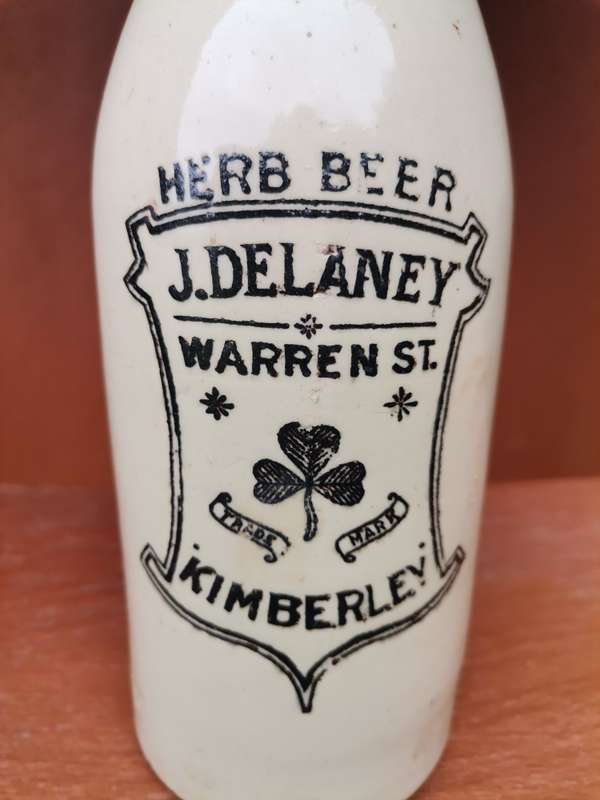 HERB BEER
J. DELANEY
WARREN ST.
TRADE MARK
KIMBERLEY